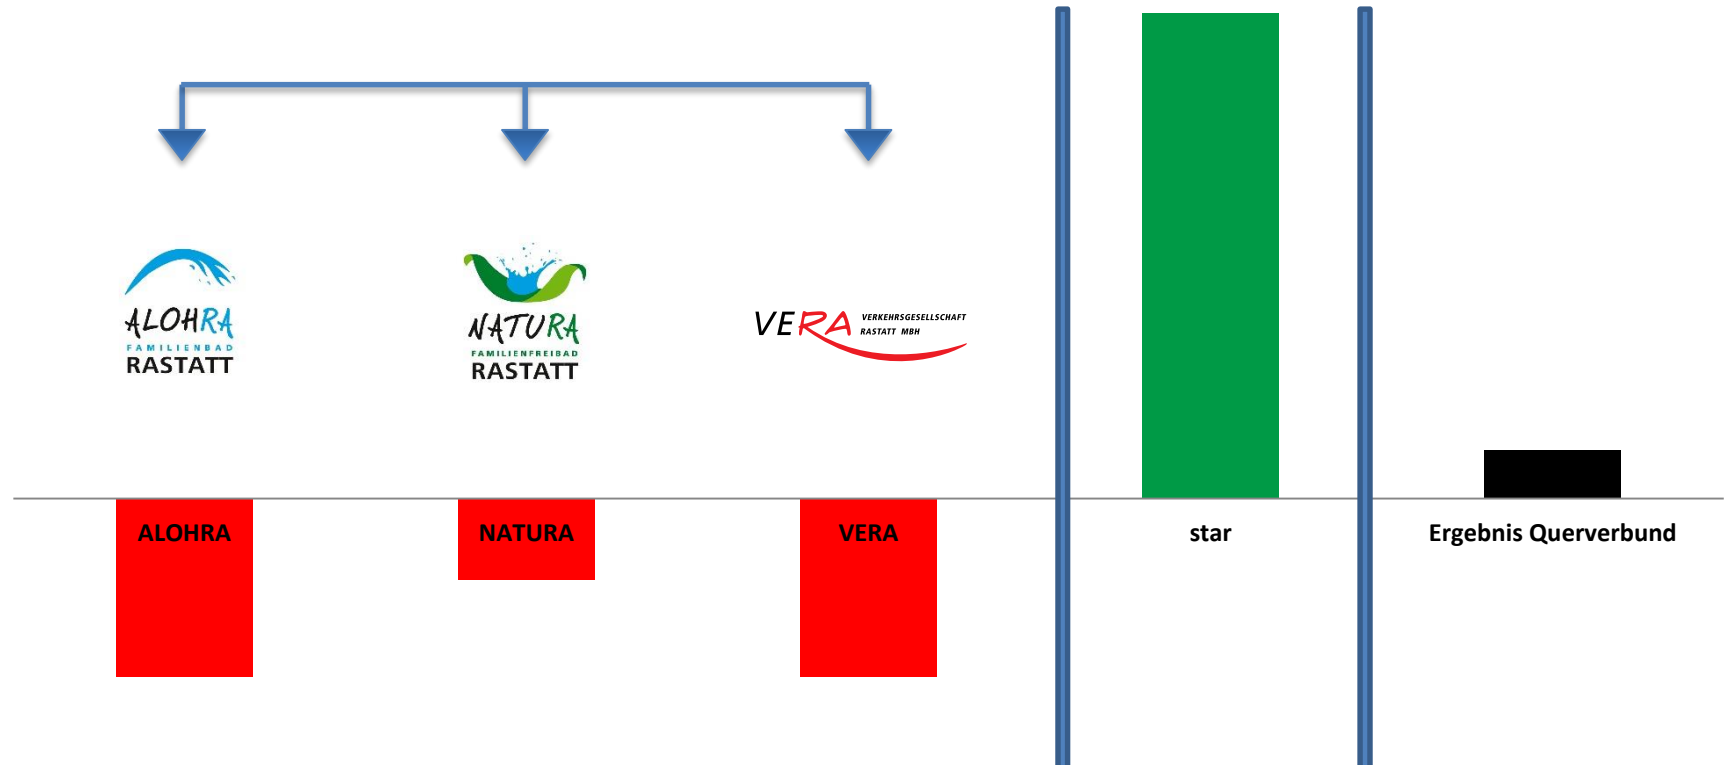 ALOHRA
FAMILIENBAD
RASTATT
NATURA
FAMILIENFREIBAD
RASTATT
VERA VERKEHRSGESELLSCHAFT
RASTATT MBH
ALOHRA
NATURA
VERA
star
Ergebnis Querverbund